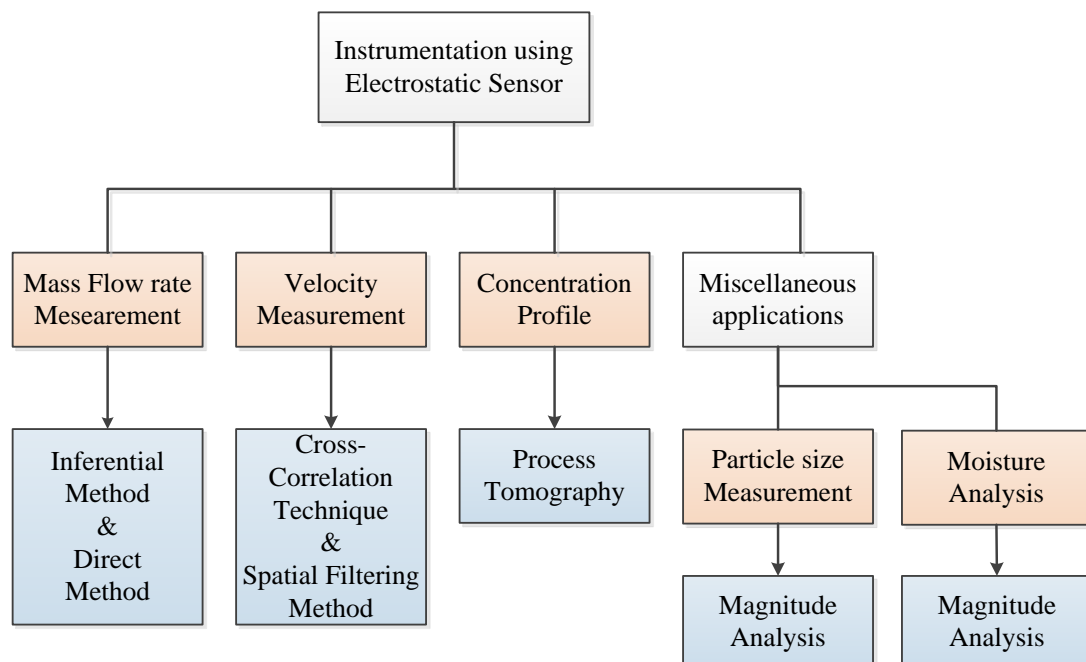 Instrumentation using
Electrostatic Sensor
Mass Flow rate
Mesearement
Velocity
Measurement
Concentration
Profile
Miscellaneous
applications
Inferential
Method
&
Direct
Method
Cross-
Correlation
Technique
&
Spatial Filtering
Method
Process
Tomography
Particle size
Measurement
Moisture
Analysis
Magnitude
Analysis
Magnitude
Analysis